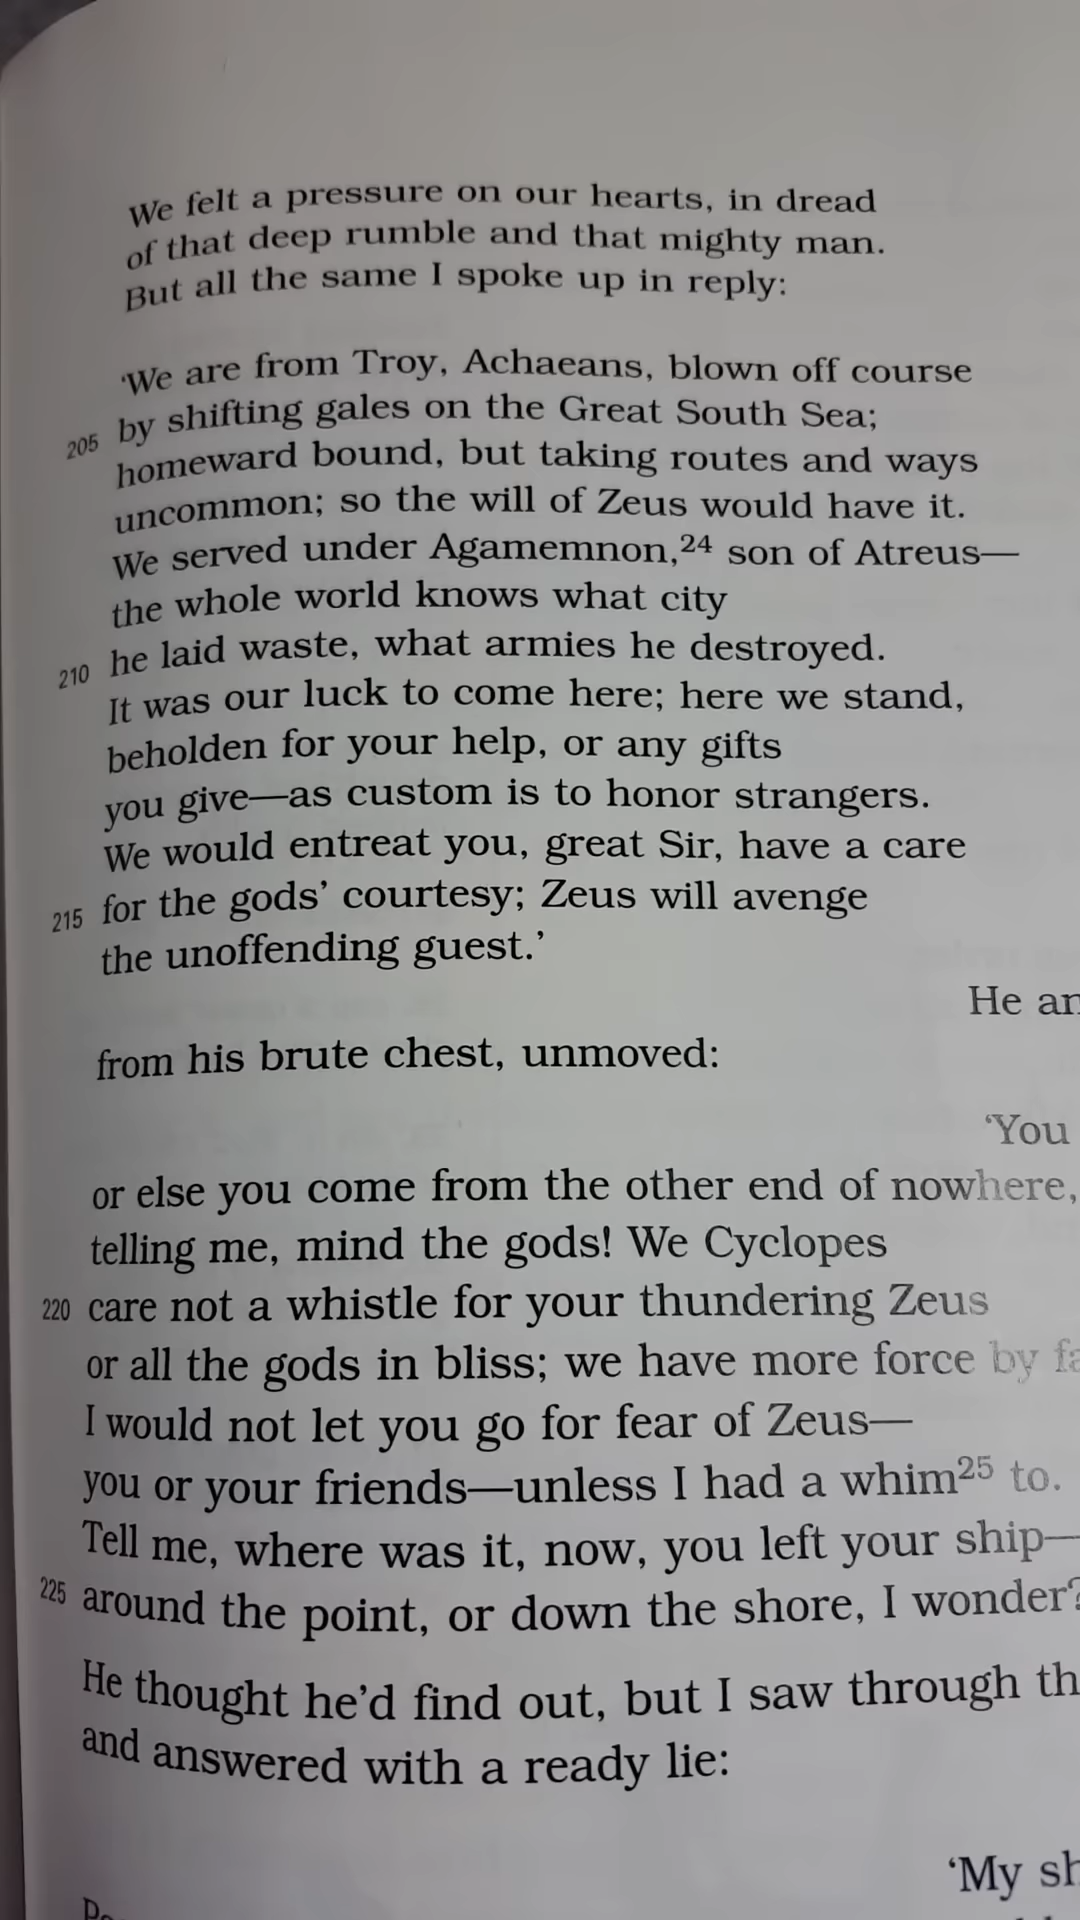 We felt a pressure on our hearts, in dread
of that deep rumble and that mighty man.
But all the same I spoke up in reply:
‘We are from Troy, Achaeans, blown off course
205 by shifting gales on the Great South Sea;
homeward bound, but taking routes and ways
uncommon; so the will of Zeus would have it.
We served under Agamemnon,24 son of Atreus—
the whole world knows what city
210 he laid waste, what armies he destroyed.
It was our luck to come here; here we stand,
beholden for your help, or any gifts
you give—as custom is to honor strangers.
We would entreat you, great Sir, have a care
215 for the gods’ courtesy; Zeus will avenge
the unoffending guest.’
He
from his brute chest, unmoved:
‘You
or else you come from the other end of nowhere,
telling me, mind the gods! We Cyclopes
220 care not a whistle for your thundering Zeus
or all the gods in bliss; we have more force by
I would not let you go for fear of Zeus—
you or your friends—unless I had a whim25 to.
Tell me, where was it, now, you left your ship—
225 around the point, or down the shore, I wonder?
He thought he’d find out, but I saw through
and answered with a ready lie:
‘My